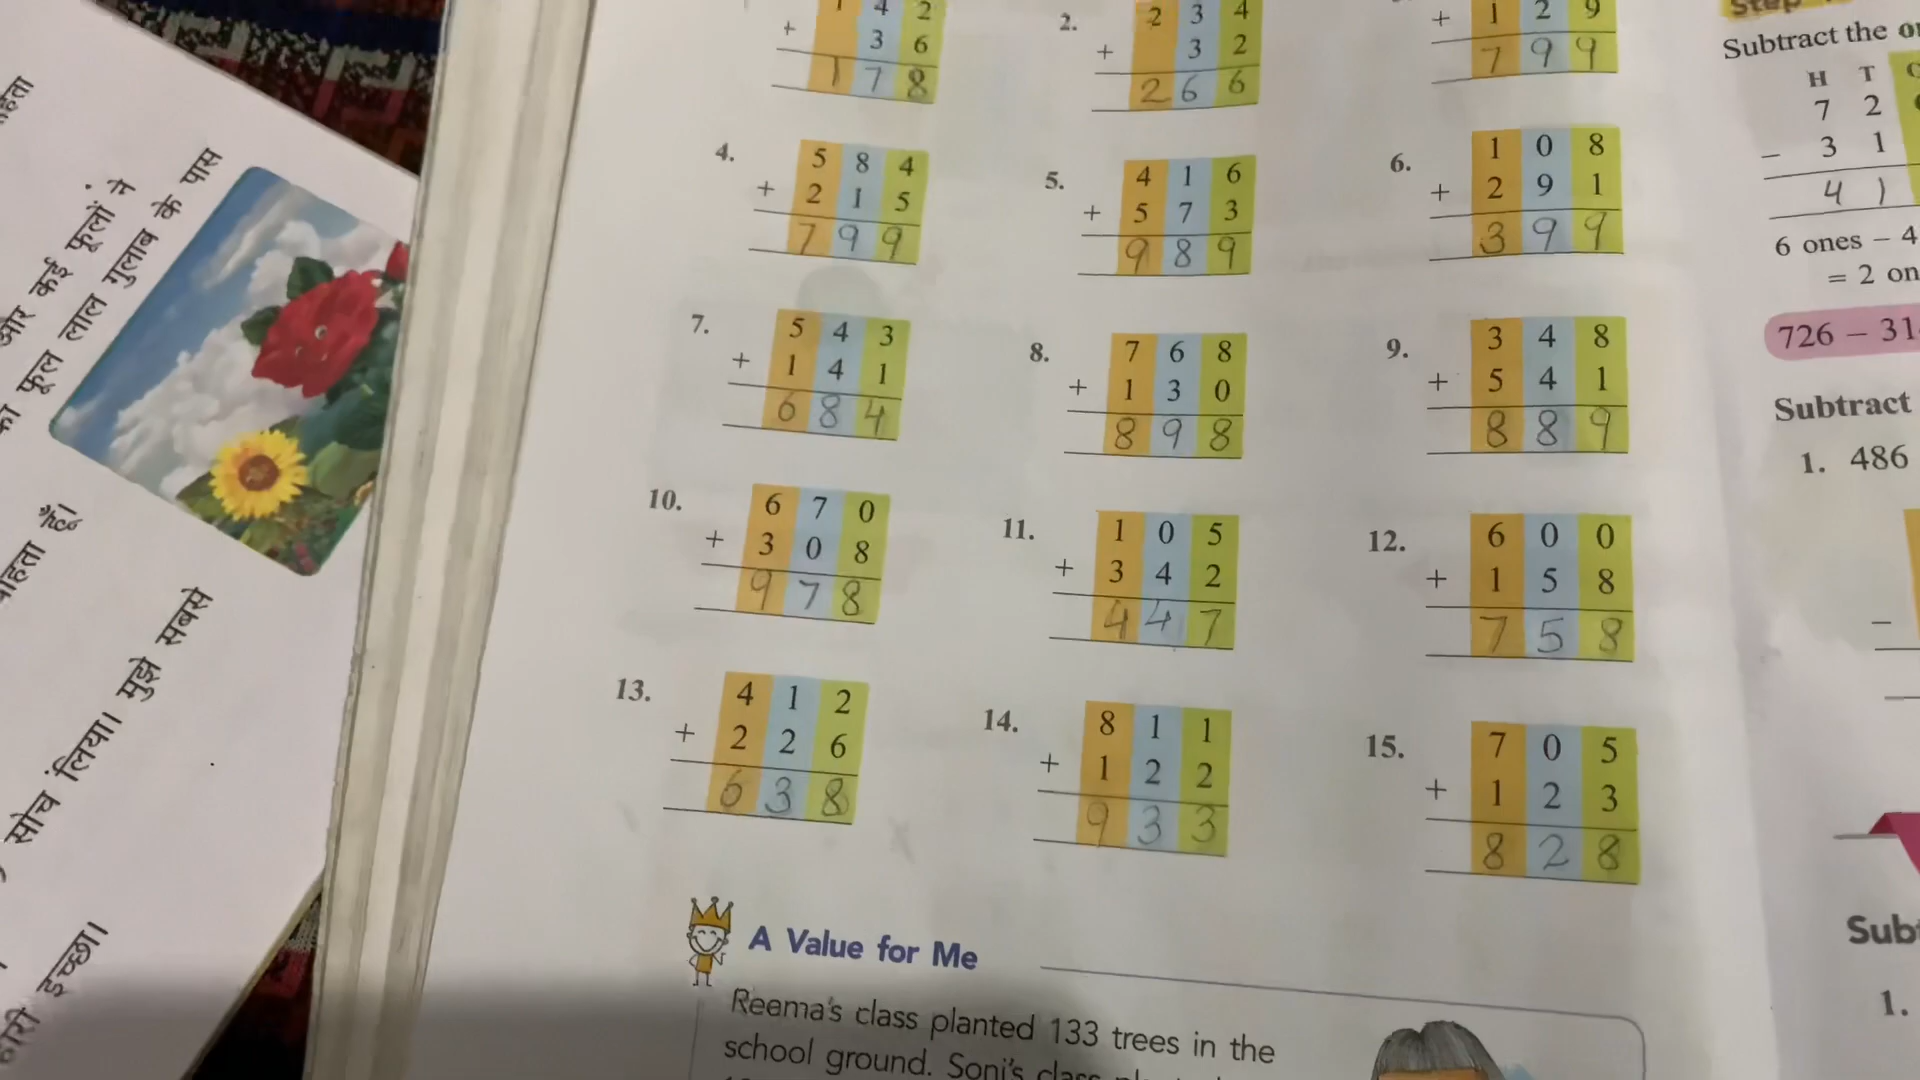 1 4 2
+ 3 6
1 7 8
2.
2 3 4
+ 3 2
2 6 6
+ 1 2 9
7 9 9
4.
5 8 4
+ 2 1 5
7 9 9
5.
4 1 6
+ 5 7 3
9 8 9
6.
1 0 8
+ 2 9 1
3 9 9
7.
5 4 3
+ 1 4 1
6 8 4
8.
7 6 8
+ 1 3 0
8 9 8
9.
3 4 8
+ 5 4 1
8 8 9
10.
6 7 0
+ 3 0 8
9 7 8
11.
1 0 5
+ 3 4 2
4 4 7
12.
6 0 0
+ 1 5 8
7 5 8
13.
4 1 2
+ 2 2 6
6 3 8
14.
8 1 1
+ 1 2 2
9 3 3
15.
7 0 5
+ 1 2 3
8 2 8
A Value for Me
Reema's class planted 133 trees in the
school ground. Soni's class
Step
Subtract the
H T
7 2
− 3 1
4 1
6 ones − 4
= 2
726 − 31
Subtract
1. 486
−
1.
और कई फूलों ने
फूल लाल गुलाब के पास
हैं।
सोच लिया। मुझे सबसे
इच्छा।